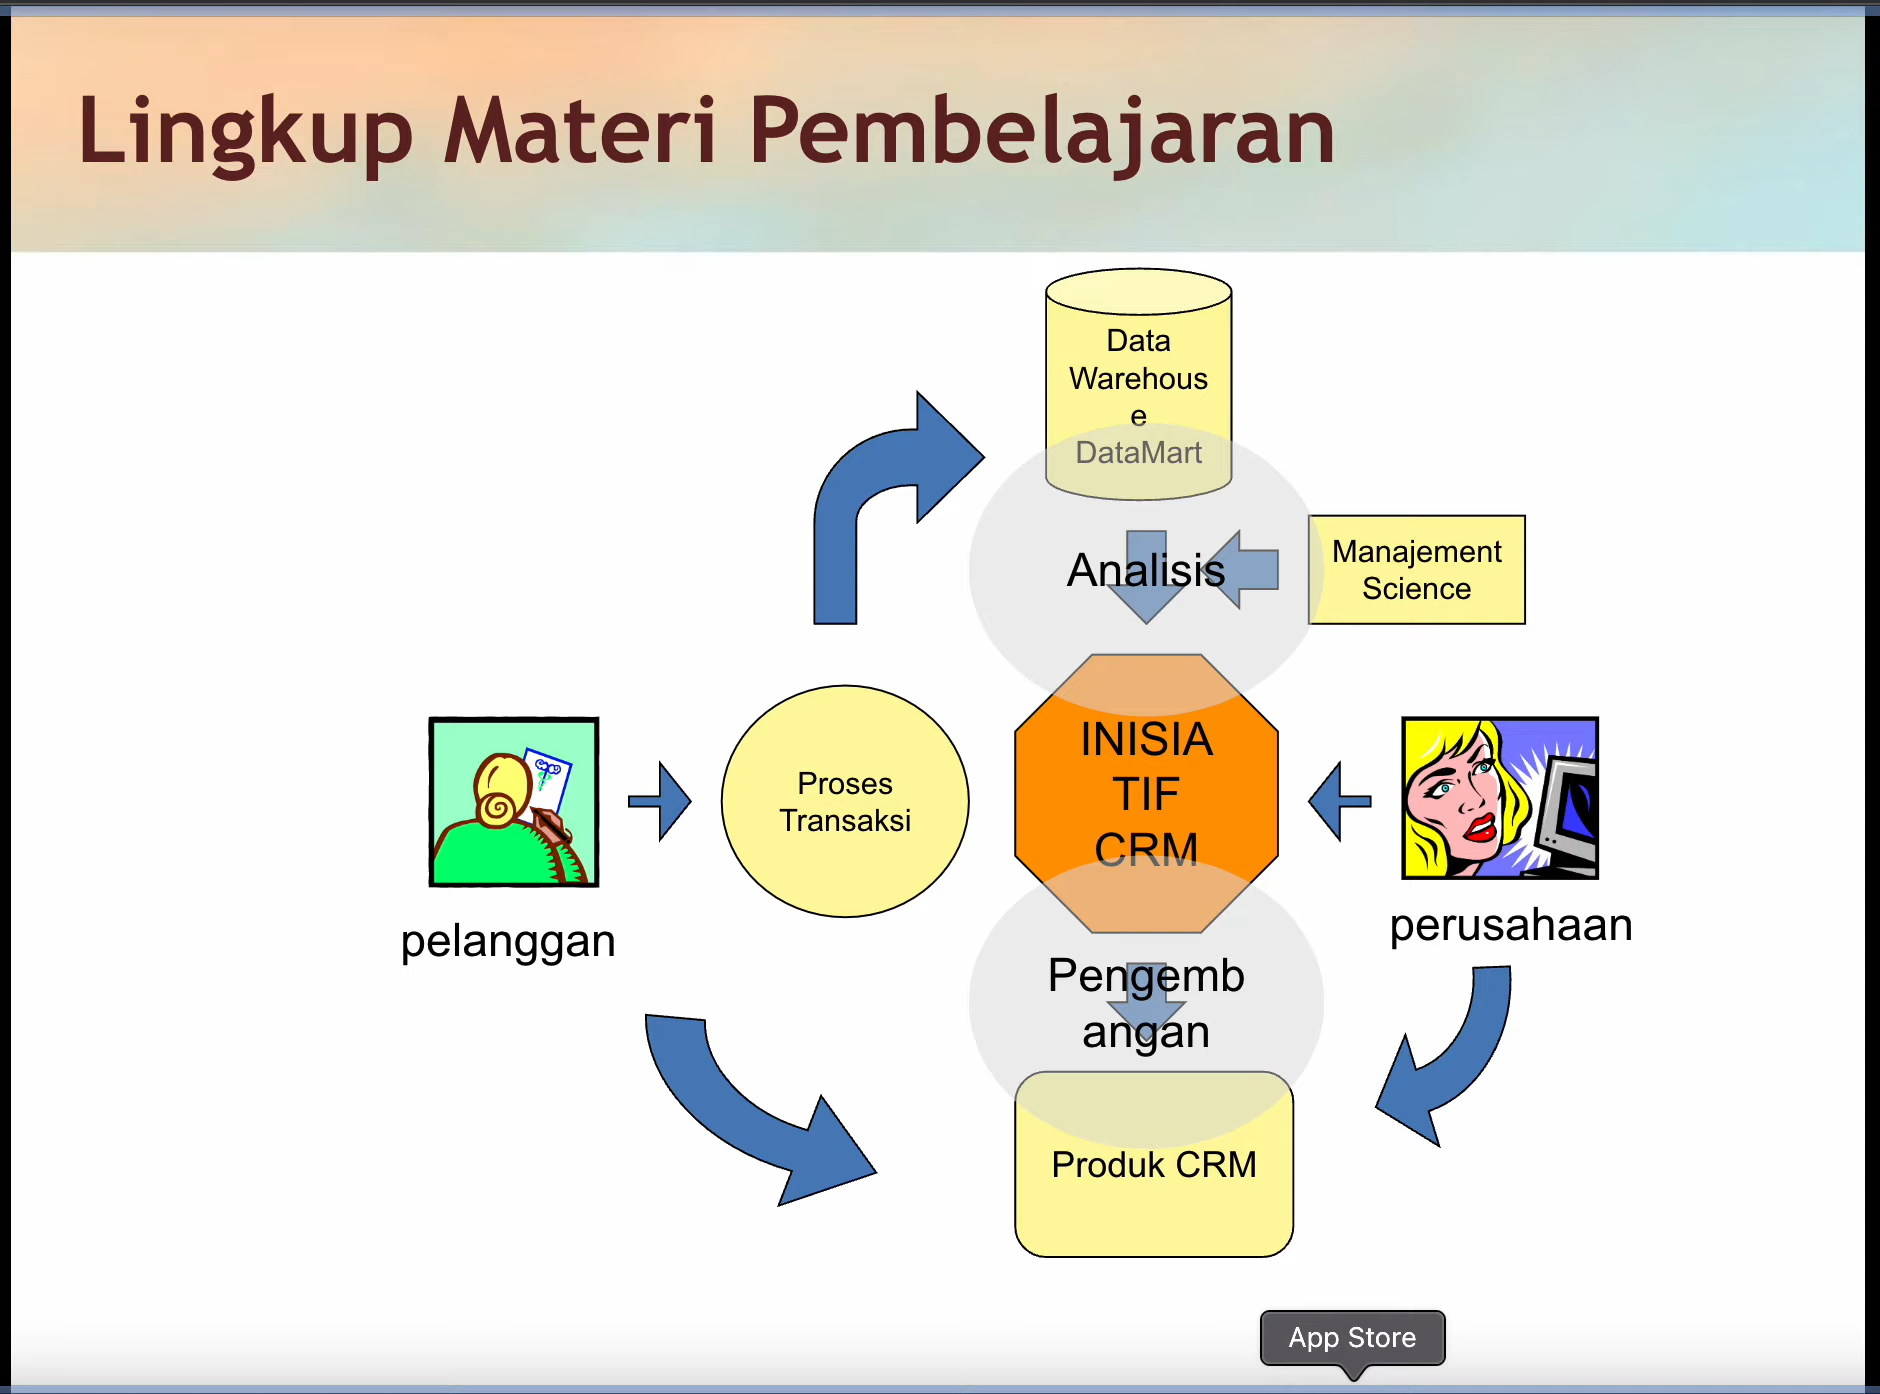 Lingkup Materi Pembelajaran
Data
Warehous
e
DataMart
Analisis
Manajement
Science
INISIA
TIF
CRM
Proses
Transaksi
pelanggan
perusahaan
Pengemb
angan
Produk CRM
App Store